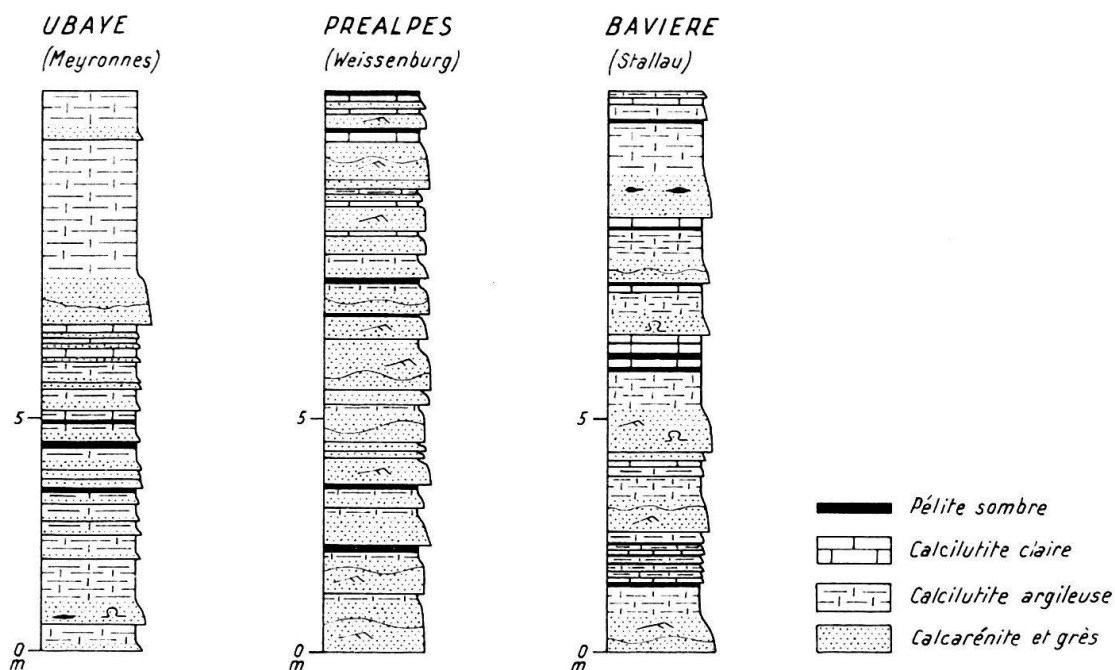 UBAYE
(Meyronnes)
PREALPES
(Weissenburg)
BAVIERE
(Stallau)
5
0
m
5
0
m
5
0
m
Pélite sombre
Calcilutite claire
Calcilutite argileuse
Calcarénite et grès